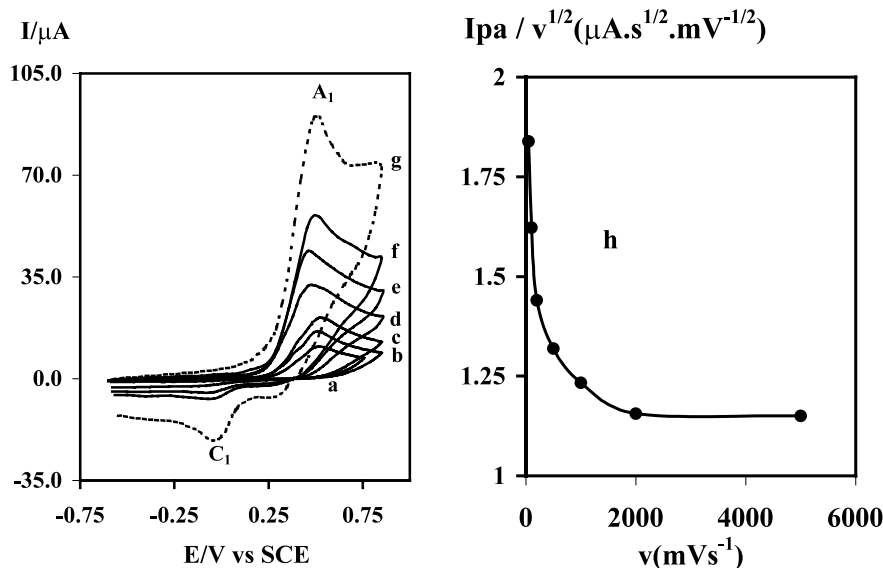 I/μA
105.0
70.0
35.0
0.0
-35.0
-0.75
-0.25
0.25
0.75
E/V vs SCE
A₁
g
f
e
d
c
b
a
C₁
Ipa / v^1/2(μA.s^1/2.mV^-1/2)
2
1.75
1.5
1.25
1
0
2000
4000
6000
v(mVs^-1)
h